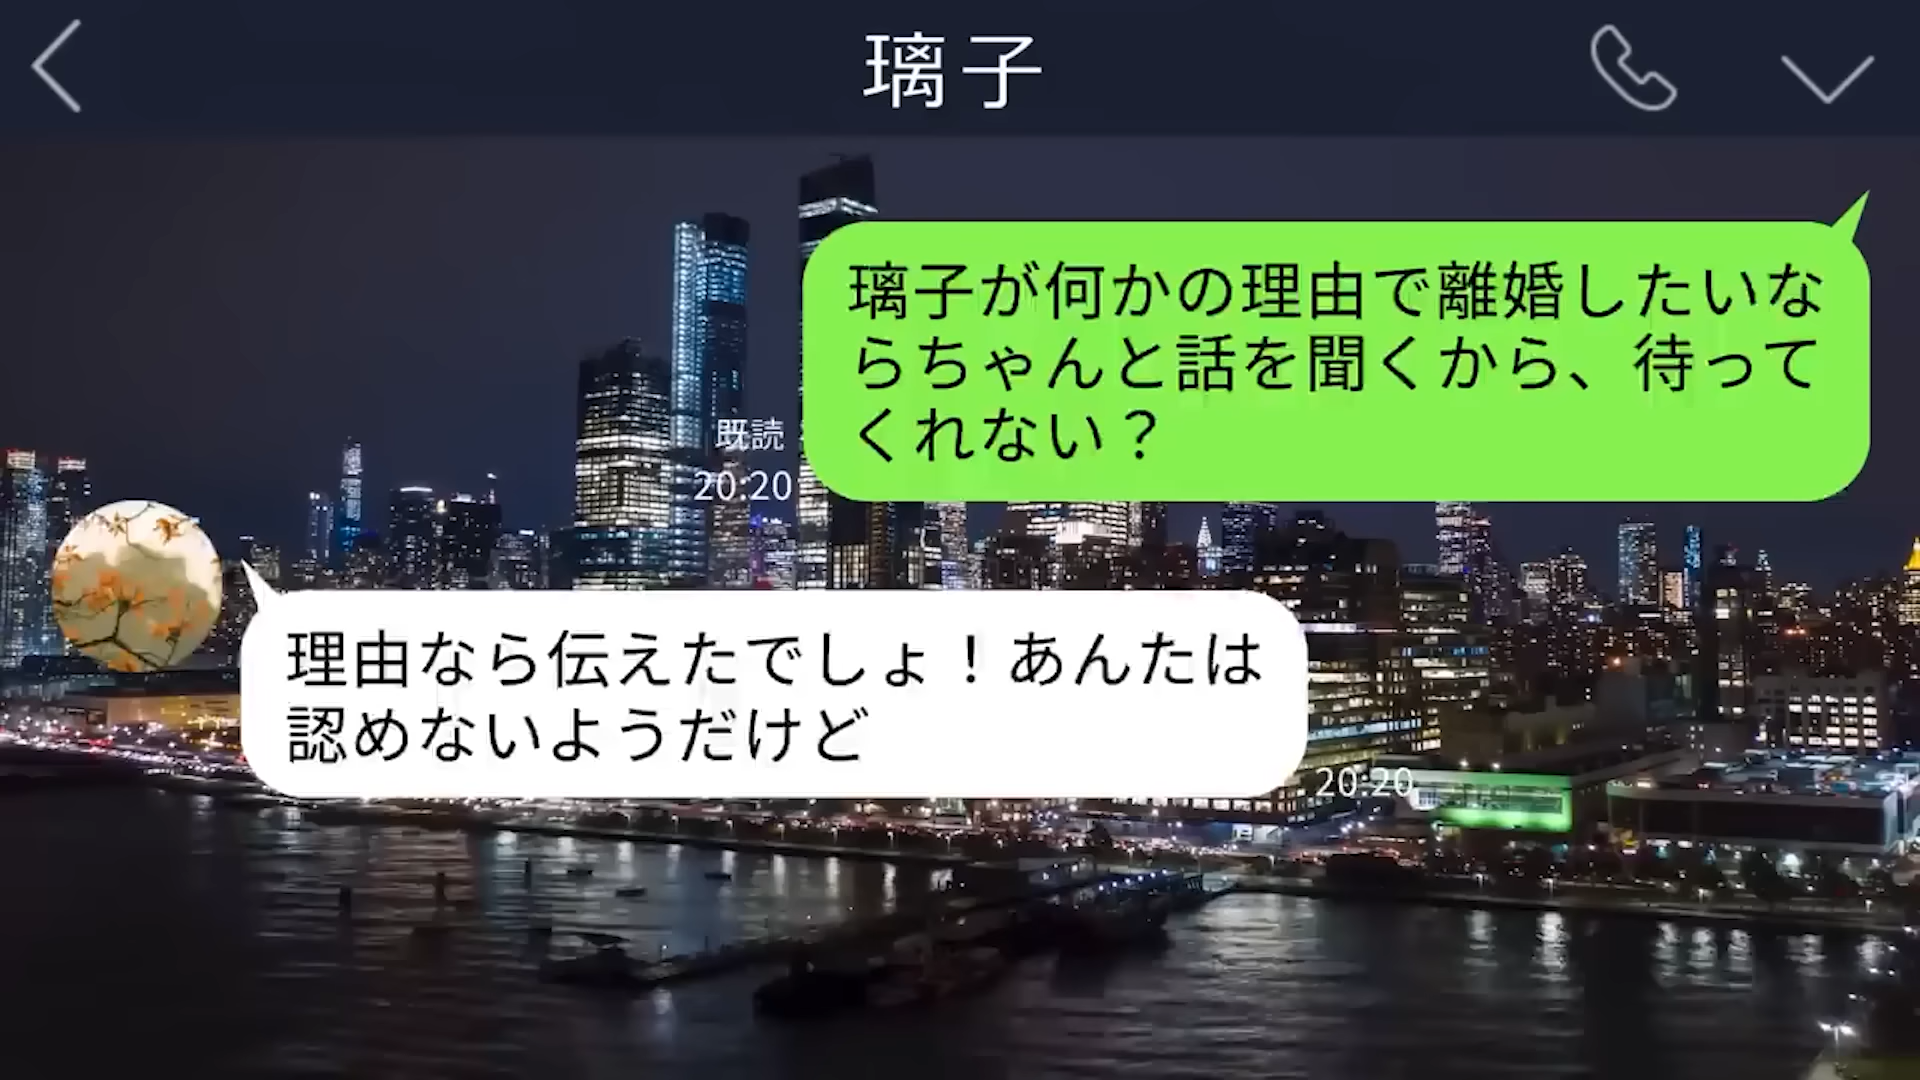 璃子
璃子が何かの理由で離婚したいな
らちゃんと話を聞くから、待って
くれない？
既読
20:20
理由なら伝えたでしょ！あんたは
認めないようだけど
20:20